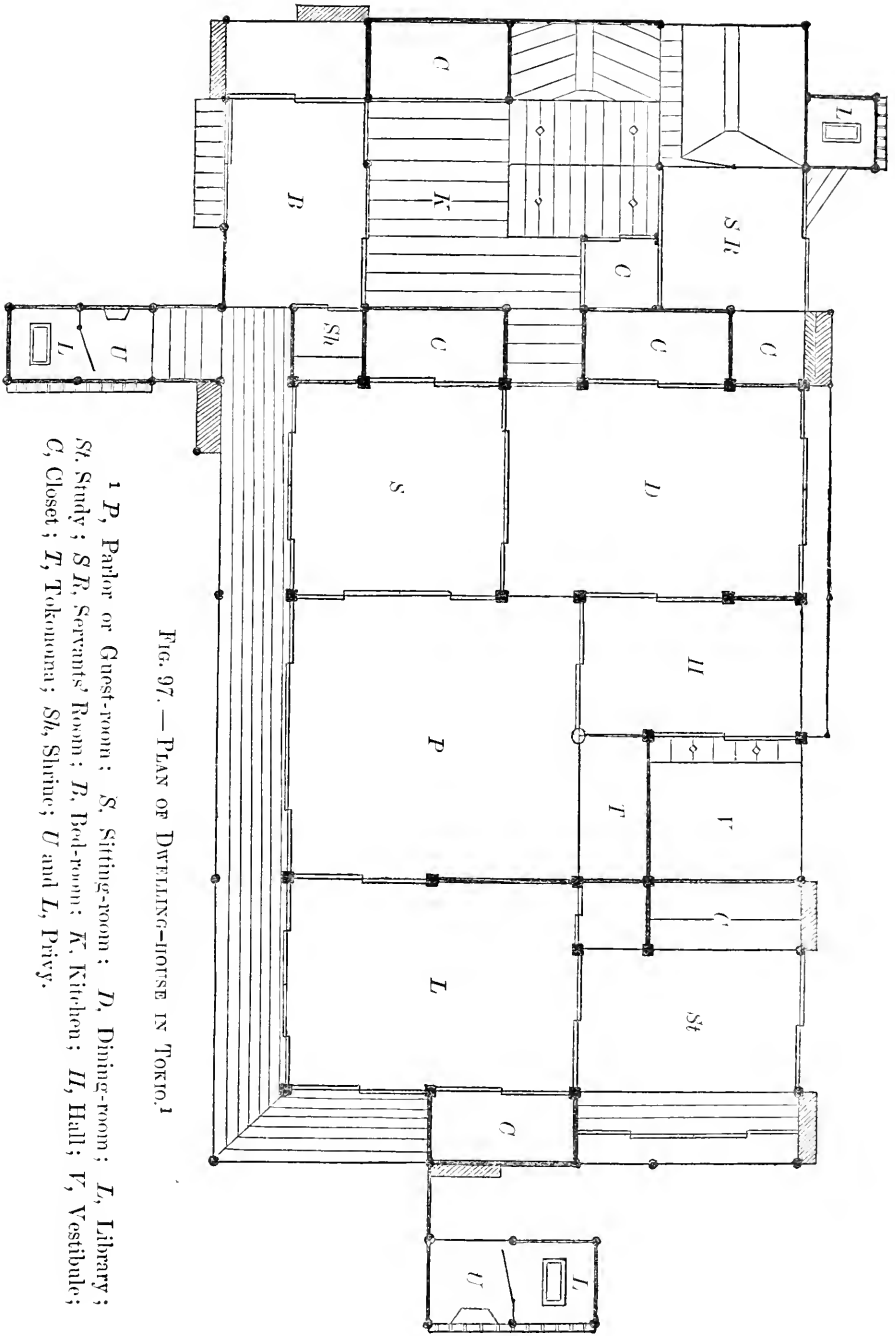 C
L
B
K
S R
C
Sh
C
C
C
U
L
S
D
H
P
T
V
C
L
St
C
U
L
FIG. 97. — PLAN OF DWELLING-HOUSE IN TOKIO.¹
¹ P, Parlor or Guest-room; S, Sitting-room; D, Dining-room; L, Library;
St. Study; S R, Servants' Room; B, Bed-room; K, Kitchen; H, Hall; V, Vestibule;
C, Closet; T, Tokonoma; Sh, Shrine; U and L, Privy.